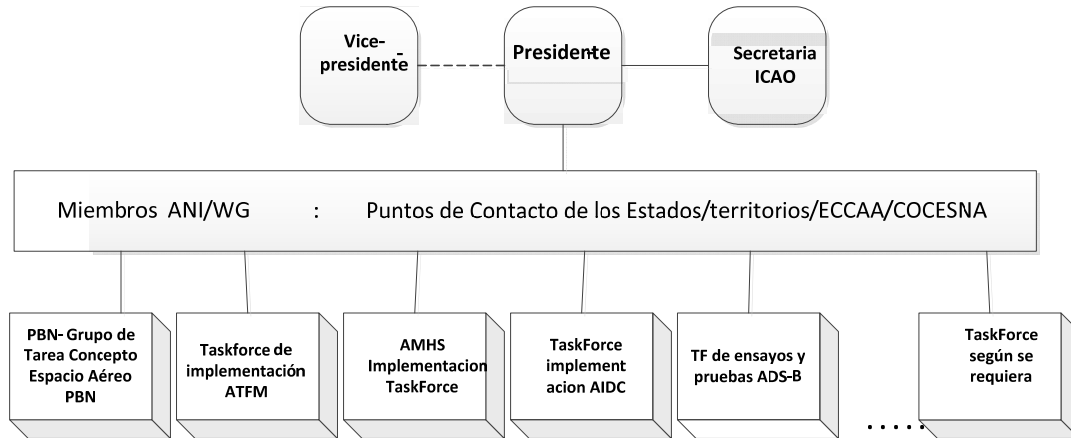 Vice-
presidente
Presidente
Secretaria
ICAO
Miembros ANI/WG : Puntos de Contacto de los Estados/territorios/ECCAA/COCESNA
PBN- Grupo de
Tarea Concepto
Espacio Aéreo
PBN
Taskforce de
implementación
ATFM
AMHS
Implementacion
TaskForce
TaskForce
implement
acion AIDC
TF de ensayos y
pruebas ADS-B
.....
TaskForce
según se
requiera